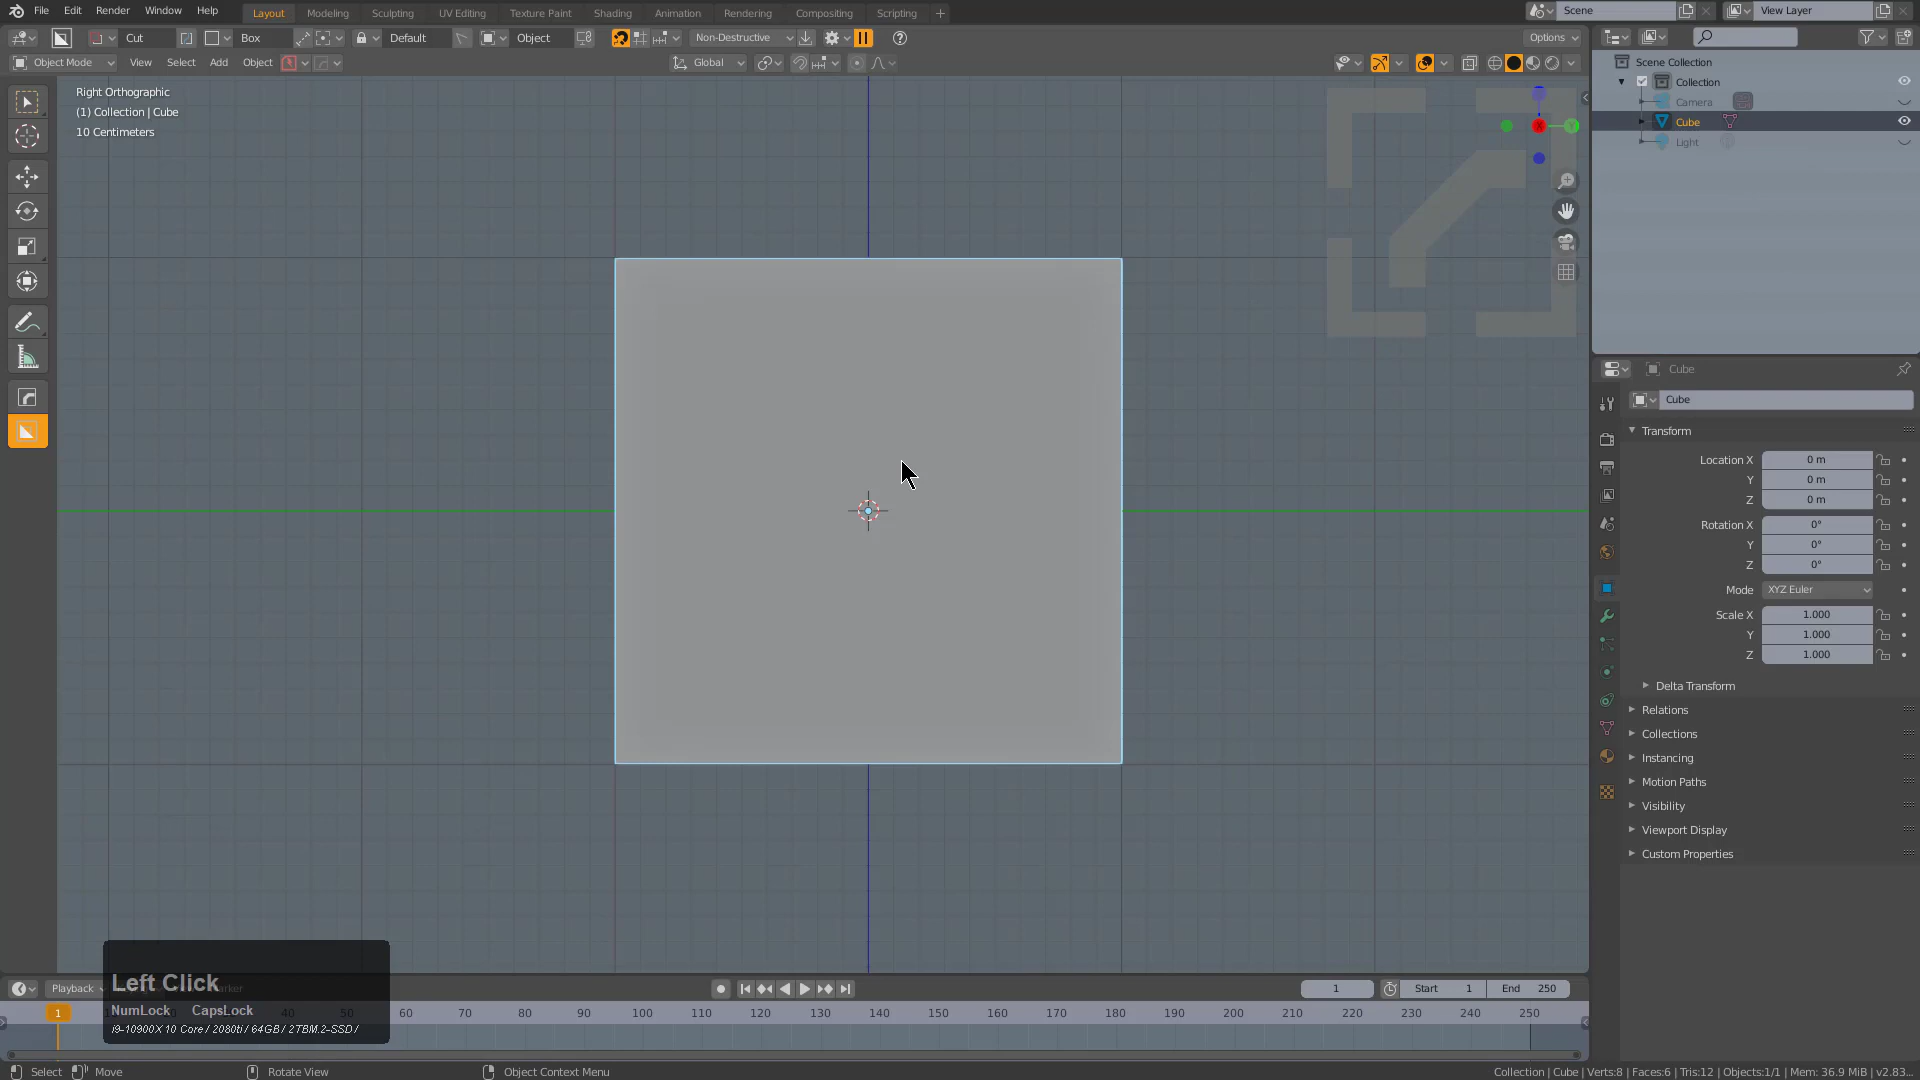 File Edit Render Window Help
Layout Modeling Sculpting UV Editing Texture Paint Shading Animation Rendering Compositing Scripting +
Scene
View Layer
Cut Box Default Object Non-Destructive
Options
Object Mode View Select Add Object Global
Right Orthographic
(1) Collection | Cube
10 Centimeters
X
Y
Scene Collection
Collection
Camera
Cube
Light
Cube
Cube
Transform
Location X 0 m
Y 0 m
Z 0 m
Rotation X 0°
Y 0°
Z 0°
Mode XYZ Euler
Scale X 1.000
Y 1.000
Z 1.000
Delta Transform
Relations
Collections
Instancing
Motion Paths
Visibility
Viewport Display
Custom Properties
Left Click
NumLock CapsLock
i9-10900X 10 Core / 2080ti / 64GB / 2TBM.2-SSD /
Playback
1 Start 1 End 250
1 60 70 80 90 100 110 120 130 140 150 160 170 180 190 200 210 220 230 240 250
Select Move Rotate View Object Context Menu
Collection | Cube | Verts:8 | Faces:6 | Tris:12 | Objects:1/1 | Mem: 36.9 MiB | v2.83...